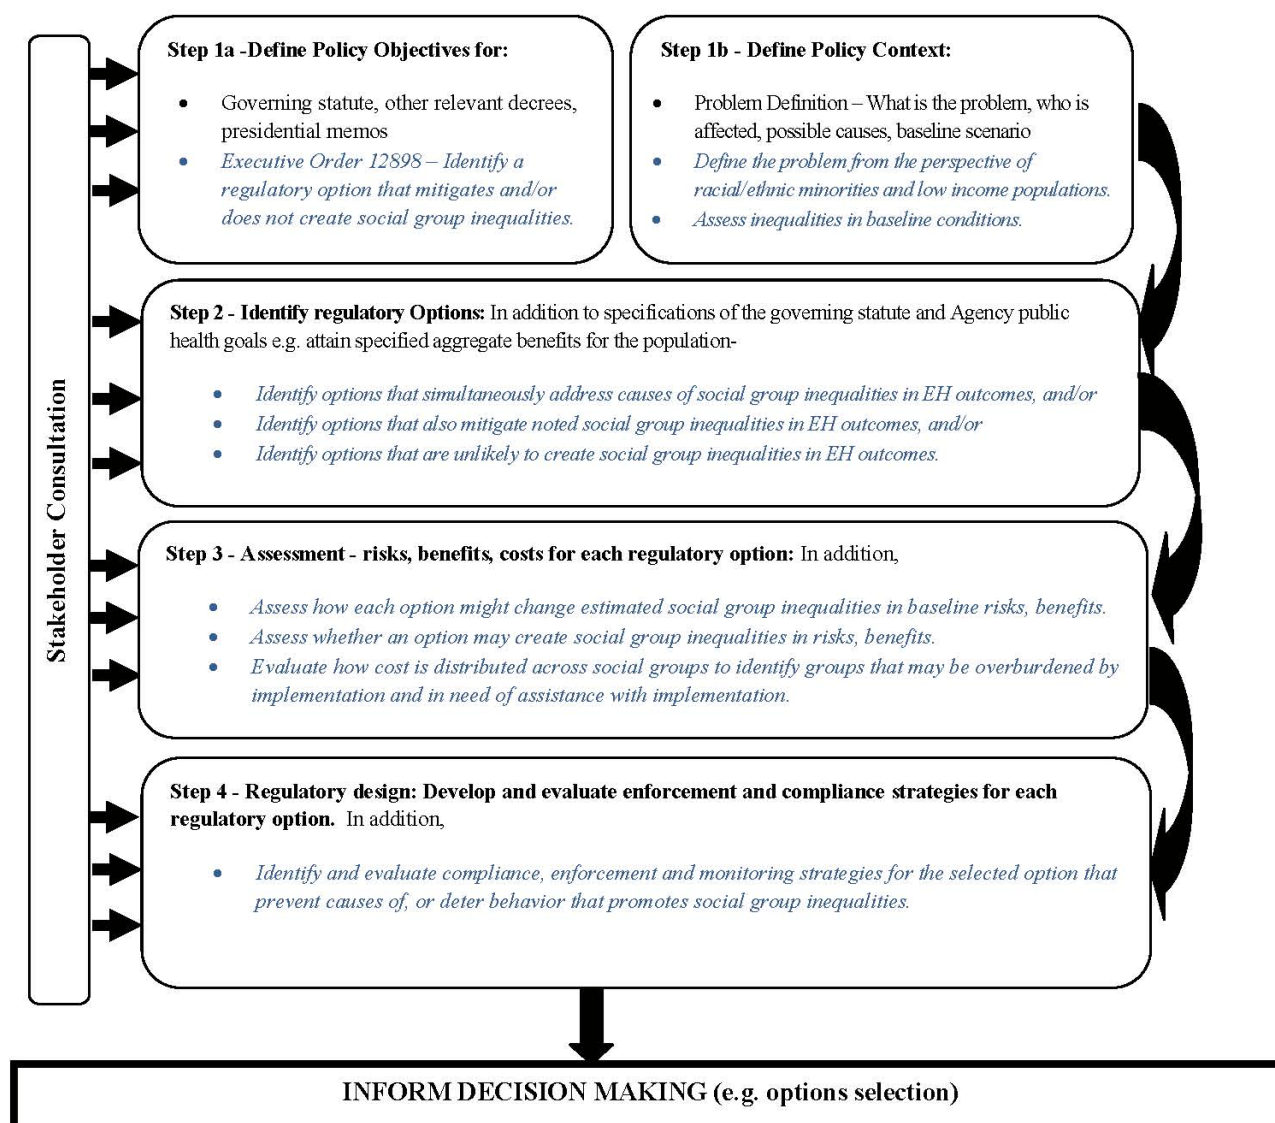 Stakeholder Consultation
Step 1a -Define Policy Objectives for:
• Governing statute, other relevant decrees,
presidential memos
• Executive Order 12898 – Identify a
regulatory option that mitigates and/or
does not create social group inequalities.
Step 1b - Define Policy Context:
• Problem Definition – What is the problem, who is
affected, possible causes, baseline scenario
• Define the problem from the perspective of
racial/ethnic minorities and low income populations.
• Assess inequalities in baseline conditions.
Step 2 - Identify regulatory Options: In addition to specifications of the governing statute and Agency public
health goals e.g. attain specified aggregate benefits for the population-
• Identify options that simultaneously address causes of social group inequalities in EH outcomes, and/or
• Identify options that also mitigate noted social group inequalities in EH outcomes, and/or
• Identify options that are unlikely to create social group inequalities in EH outcomes.
Step 3 - Assessment - risks, benefits, costs for each regulatory option: In addition,
• Assess how each option might change estimated social group inequalities in baseline risks, benefits.
• Assess whether an option may create social group inequalities in risks, benefits.
• Evaluate how cost is distributed across social groups to identify groups that may be overburdened by
implementation and in need of assistance with implementation.
Step 4 - Regulatory design: Develop and evaluate enforcement and compliance strategies for each
regulatory option. In addition,
• Identify and evaluate compliance, enforcement and monitoring strategies for the selected option that
prevent causes of, or deter behavior that promotes social group inequalities.
INFORM DECISION MAKING (e.g. options selection)